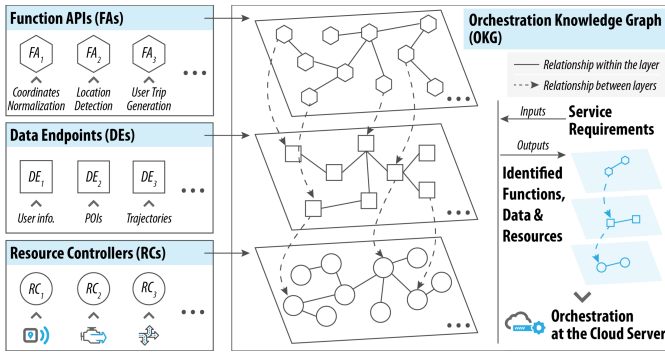 Function APIs (FAs)
FA1 FA2 FA3
Coordinates Location User Trip
Normalization Detection Generation
Data Endpoints (DEs)
DE1 DE2 DE3
User info. POIs Trajectories
Resource Controllers (RCs)
RC1 RC2 RC3
Orchestration Knowledge Graph
(OKG)
Relationship within the layer
Relationship between layers
Inputs
Service
Requirements
Outputs
Identified
Functions,
Data &
Resources
Orchestration
at the Cloud Server